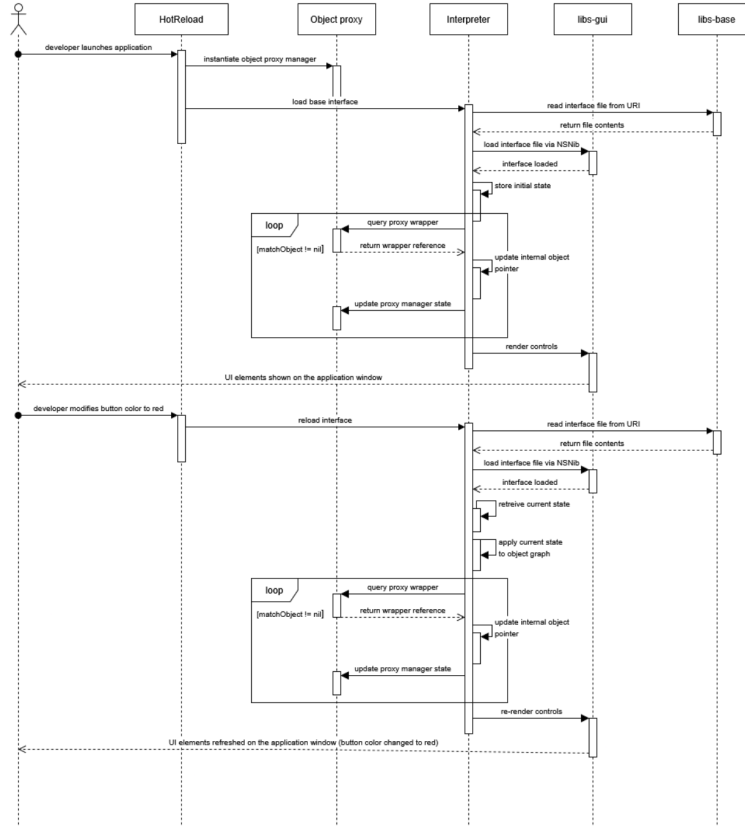 HotReload
Object proxy
Interpreter
libs-gui
libs-base
developer launches application
instantiate object proxy manager
load base interface
read interface file from URI
return file contents
load interface file via NSNib
interface loaded
store initial state
loop
query proxy wrapper
[matchObject != nil]
return wrapper reference
update internal object
pointer
update proxy manager state
render controls
UI elements shown on the application window
developer modifies button color to red
reload interface
read interface file from URI
return file contents
load interface file via NSNib
interface loaded
retreive current state
apply current state
to object graph
loop
query proxy wrapper
[matchObject != nil]
return wrapper reference
update internal object
pointer
update proxy manager state
re-render controls
UI elements refreshed on the application window (button color changed to red)